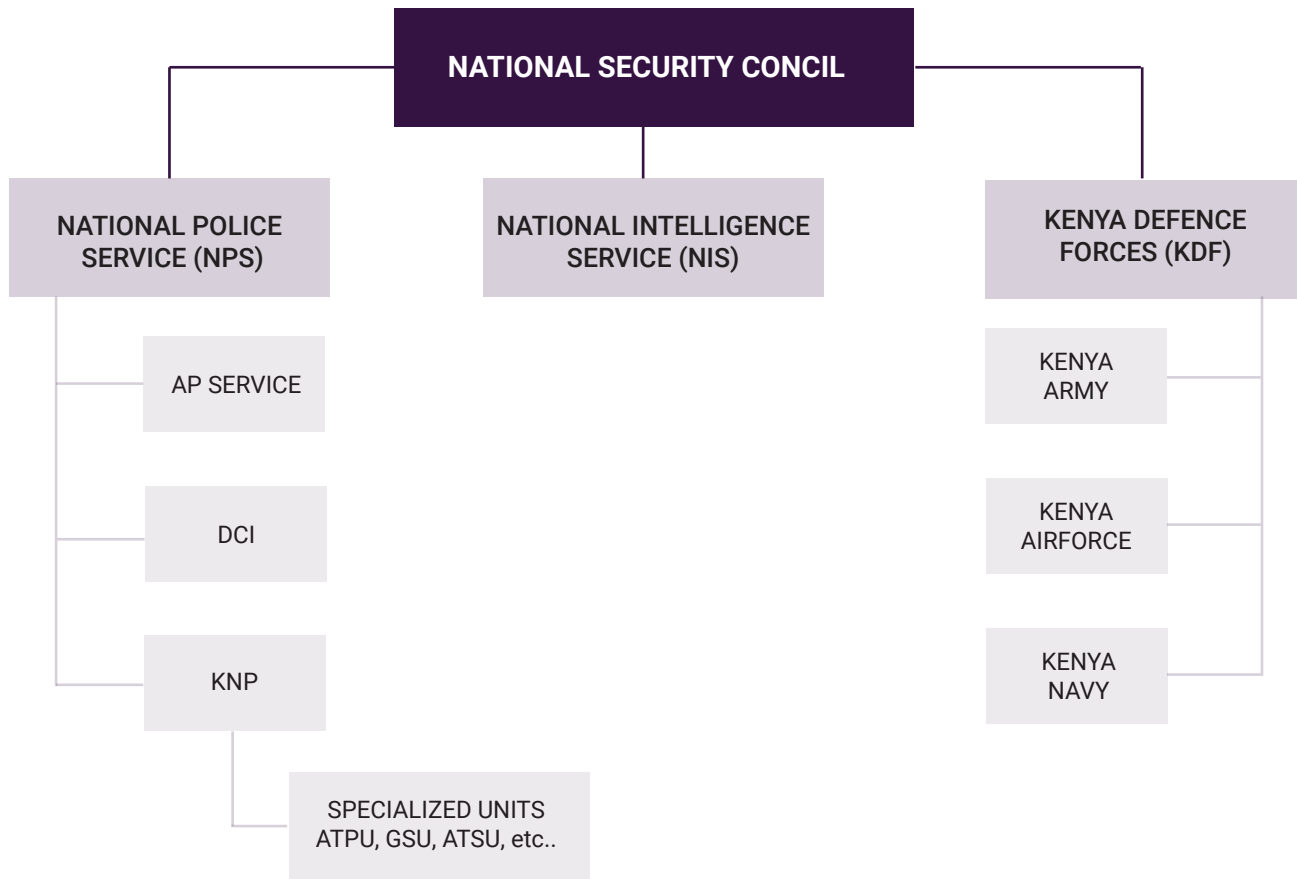 NATIONAL SECURITY CONCIL
NATIONAL POLICE
SERVICE (NPS)
NATIONAL INTELLIGENCE
SERVICE (NIS)
KENYA DEFENCE
FORCES (KDF)
AP SERVICE
DCI
KNP
SPECIALIZED UNITS
ATPU, GSU, ATSU, etc..
KENYA
ARMY
KENYA
AIRFORCE
KENYA
NAVY